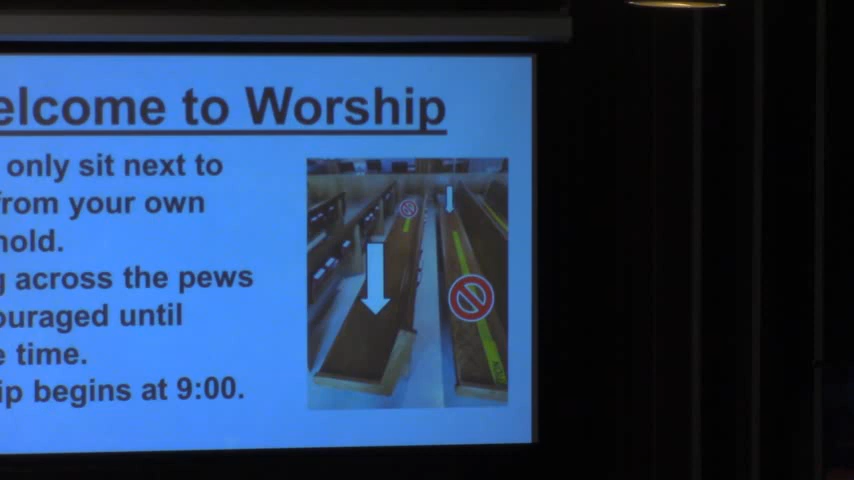 elcome to Worship
only sit next to
from your own
hold.
g across the pews
ouraged until
e time.
ip begins at 9:00.